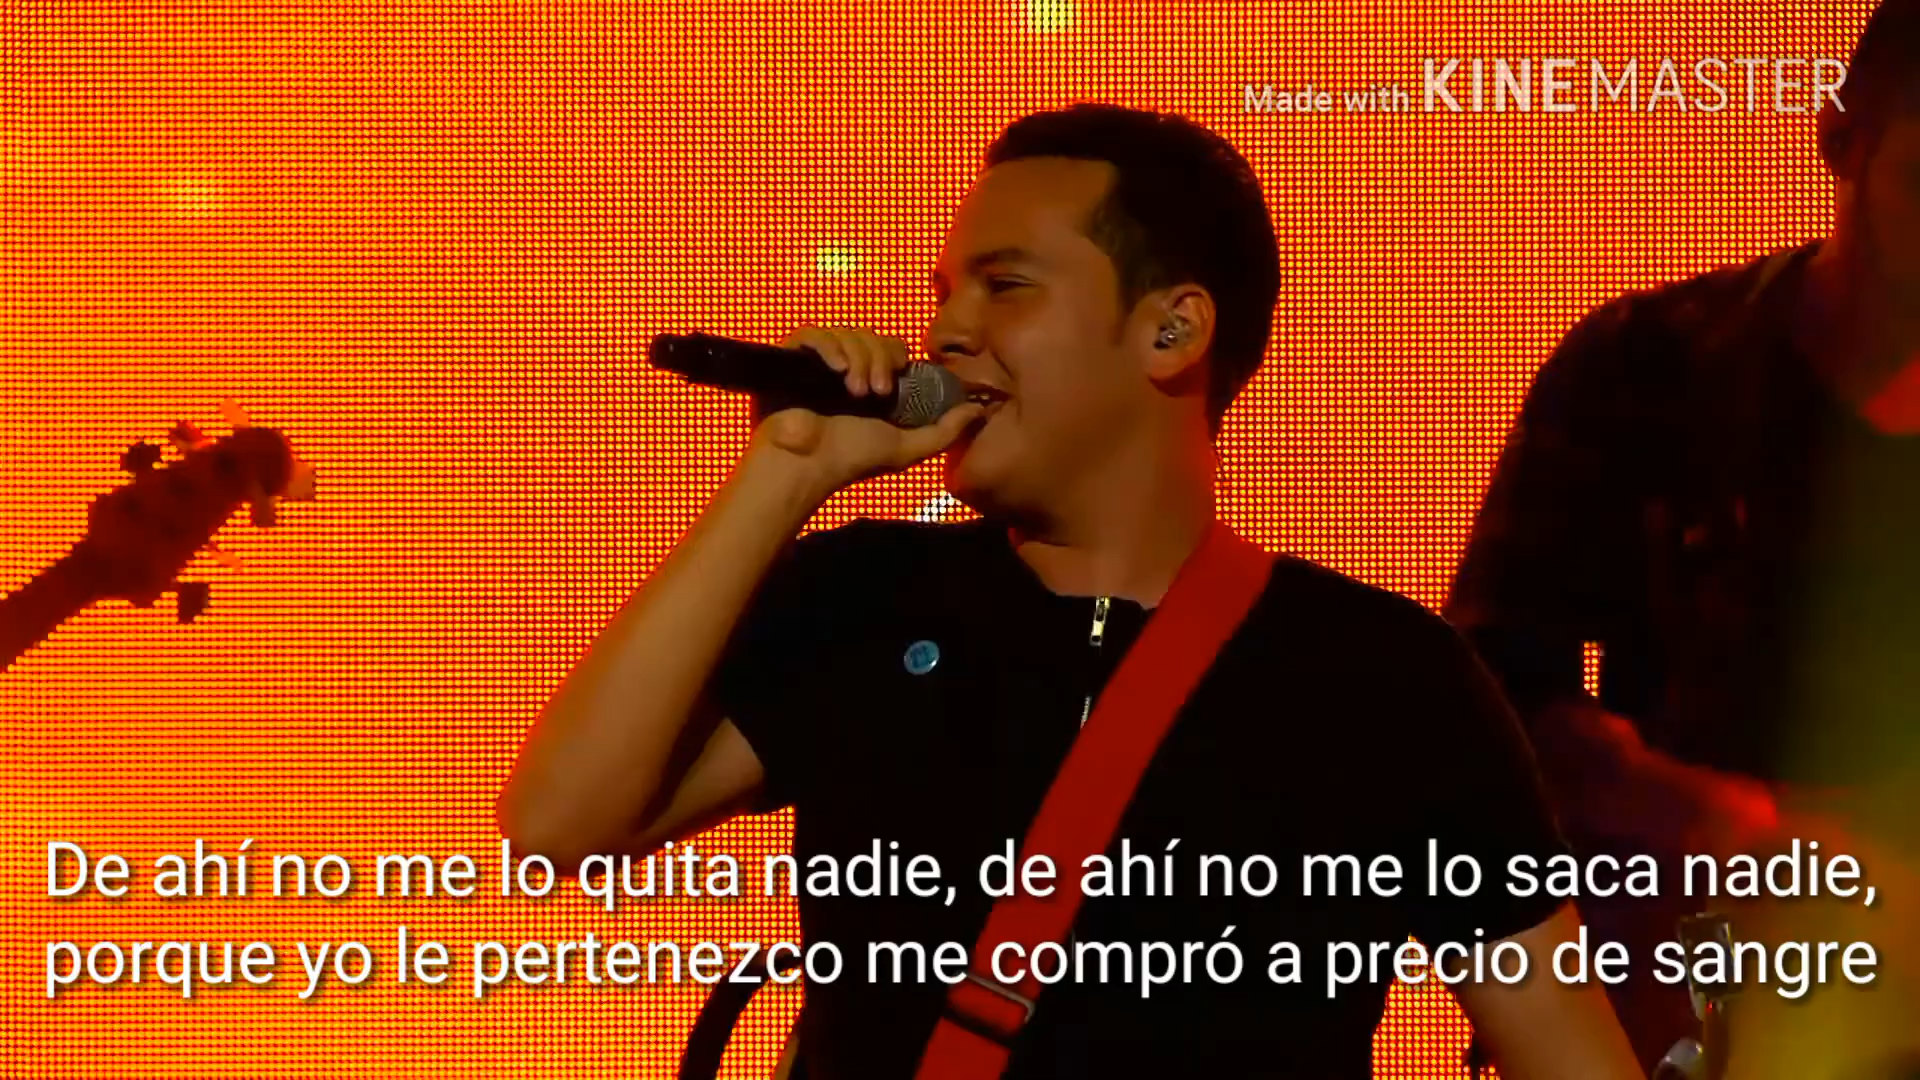 Made with KINEMASTER
De ahí no me lo quita nadie, de ahí no me lo saca nadie,
porque yo le pertenezco me compró a precio de sangre